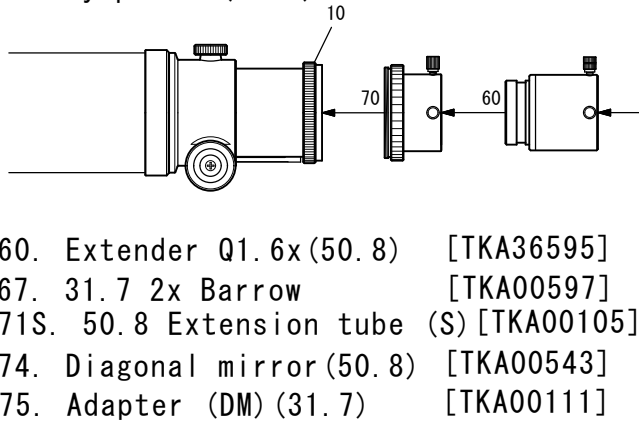 10
70
60
60. Extender Q1.6x(50.8) [TKA36595]
67. 31.7 2x Barrow [TKA00597]
71S. 50.8 Extension tube (S)[TKA00105]
74. Diagonal mirror(50.8) [TKA00543]
75. Adapter (DM)(31.7) [TKA00111]